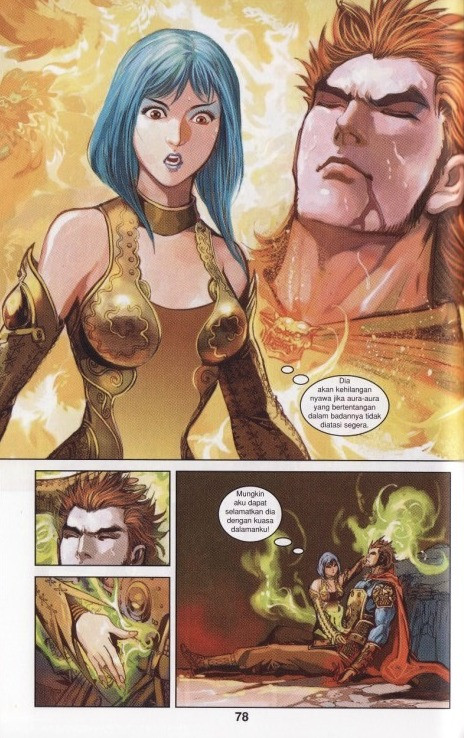 Dia
akan kehilangan
nyawa jika aura-aura
yang bertentangan
dalam badannya tidak
diatasi segera.
Mungkin
aku dapat
selamatkan dia
dengan kuasa
dalamanku!
78